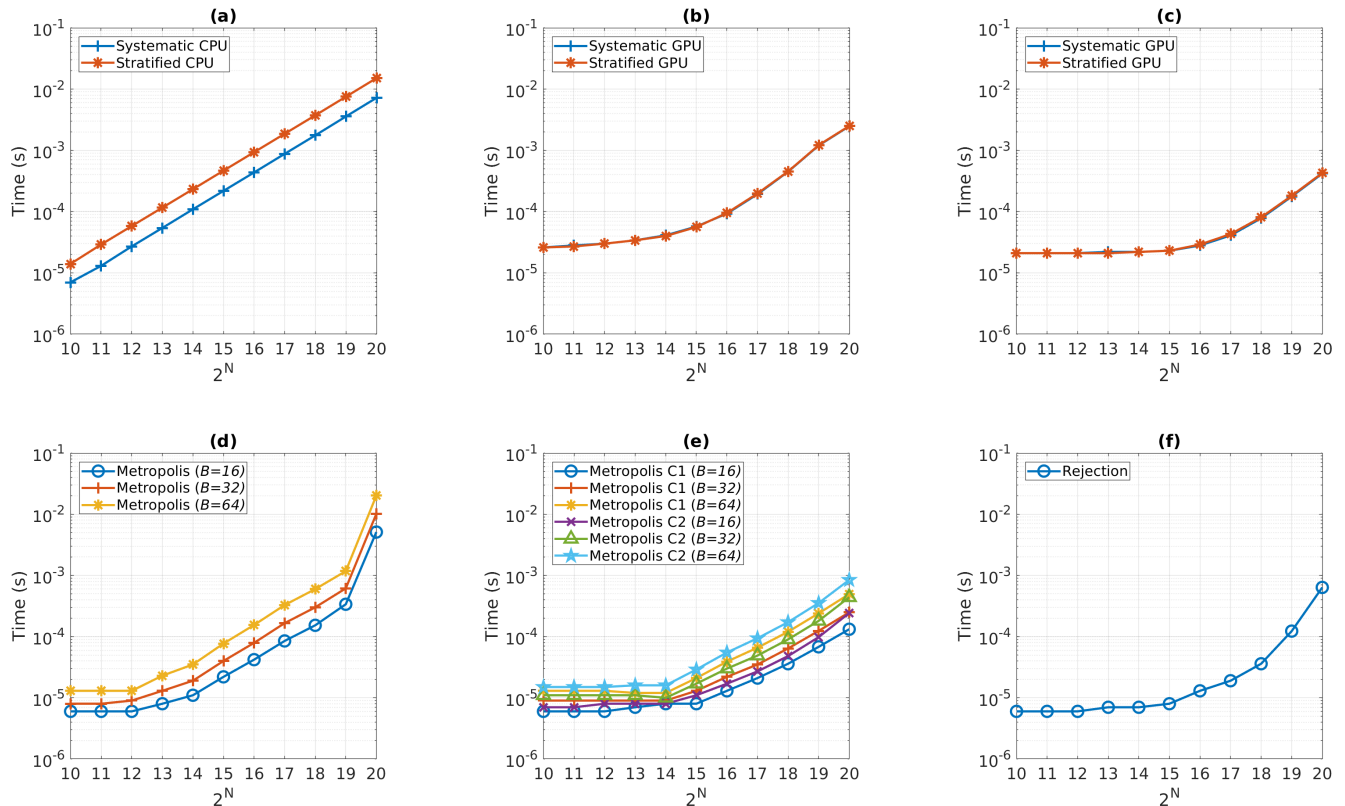 (a)
Systematic CPU
Stratified CPU
Time (s)
10^-1
10^-2
10^-3
10^-4
10^-5
10^-6
10 11 12 13 14 15 16 17 18 19 20
2^N
(b)
Systematic GPU
Stratified GPU
Time (s)
10^-1
10^-2
10^-3
10^-4
10^-5
10^-6
10 11 12 13 14 15 16 17 18 19 20
2^N
(c)
Systematic GPU
Stratified GPU
Time (s)
10^-1
10^-2
10^-3
10^-4
10^-5
10^-6
10 11 12 13 14 15 16 17 18 19 20
2^N
(d)
Metropolis (B=16)
Metropolis (B=32)
Metropolis (B=64)
Time (s)
10^-1
10^-2
10^-3
10^-4
10^-5
10^-6
10 11 12 13 14 15 16 17 18 19 20
2^N
(e)
Metropolis C1 (B=16)
Metropolis C1 (B=32)
Metropolis C1 (B=64)
Metropolis C2 (B=16)
Metropolis C2 (B=32)
Metropolis C2 (B=64)
Time (s)
10^-1
10^-2
10^-3
10^-4
10^-5
10^-6
10 11 12 13 14 15 16 17 18 19 20
2^N
(f)
Rejection
Time (s)
10^-1
10^-2
10^-3
10^-4
10^-5
10^-6
10 11 12 13 14 15 16 17 18 19 20
2^N